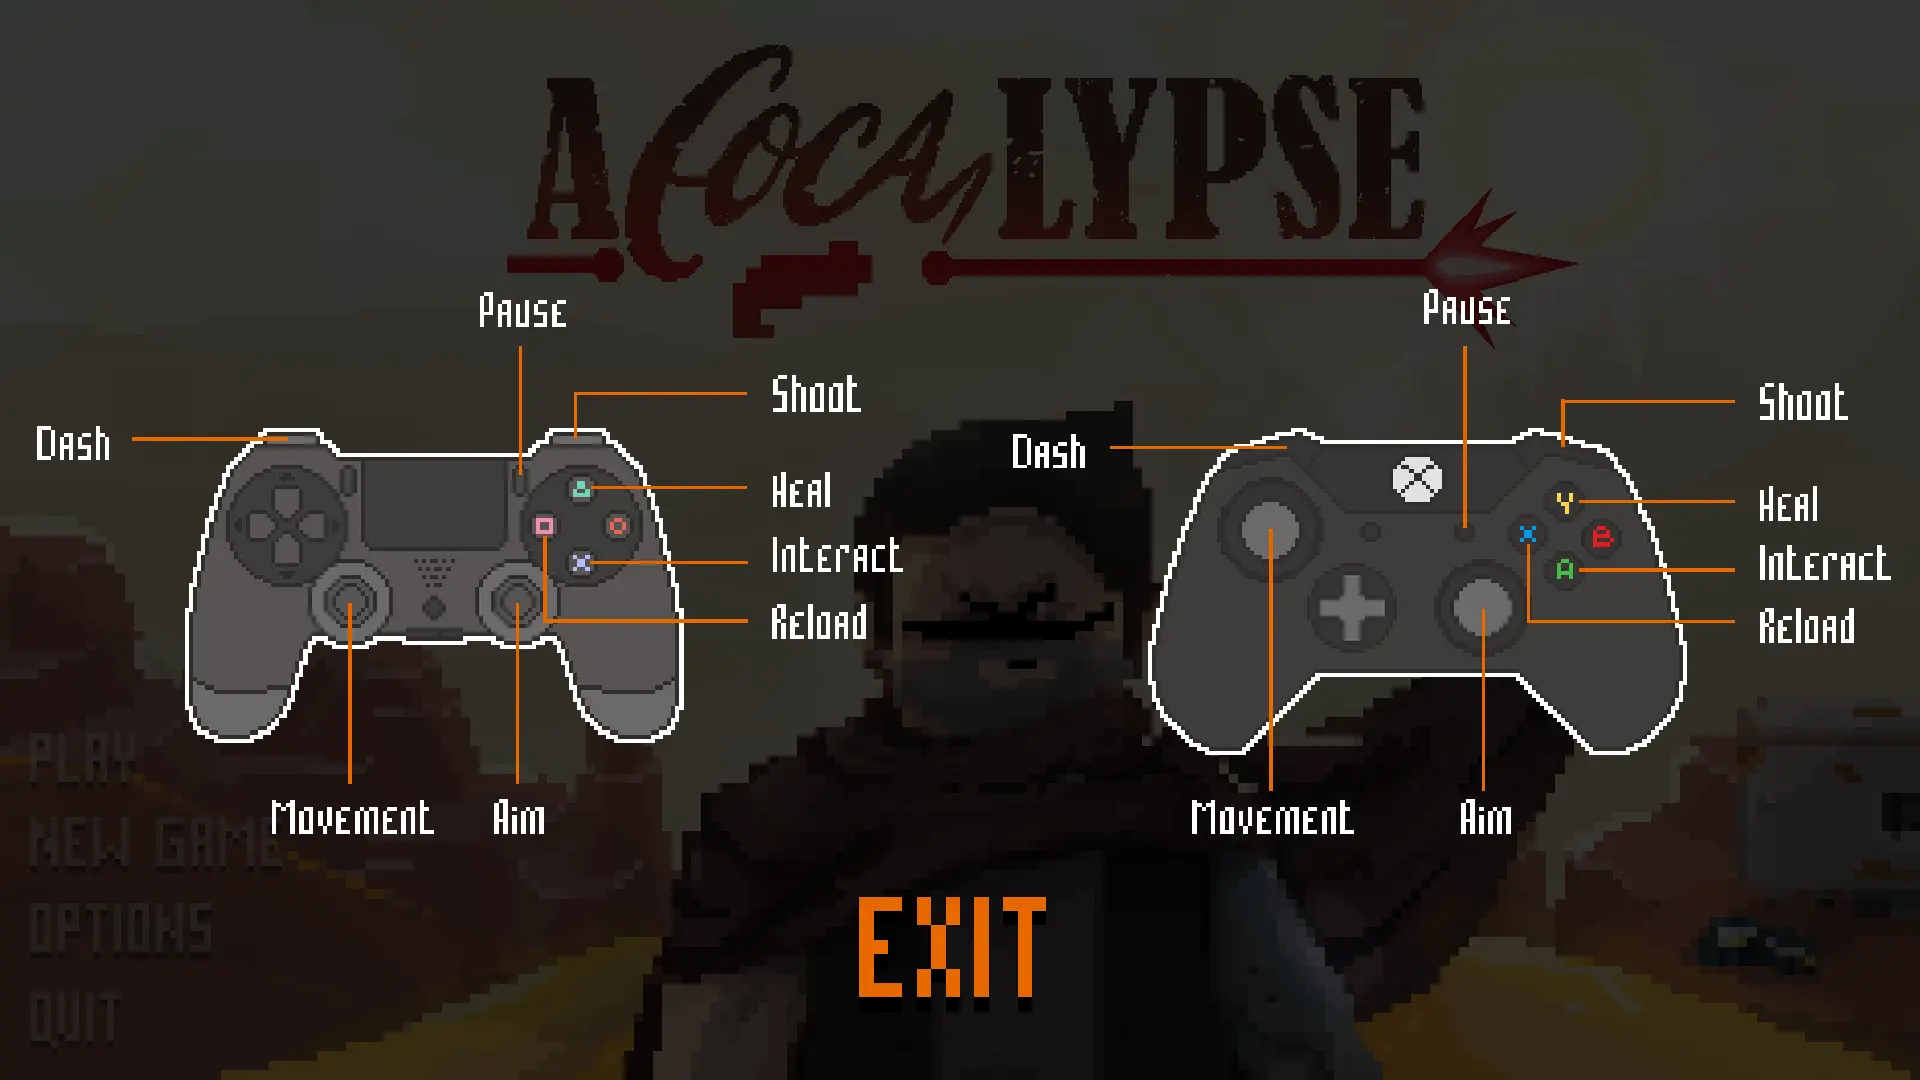 ACOCALYPSE
Pause
Pause
Shoot
Shoot
Dash
Dash
Heal
Y
Heal
X
B
Interact
A
Interact
Reload
Reload
PLAY
Movement
Aim
Movement
Aim
NEW GAME
EXIT
OPTIONS
QUIT